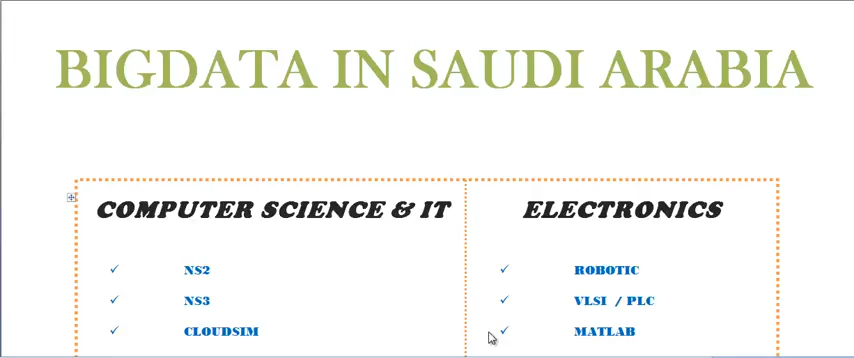 BIGDATA IN SAUDI ARABIA
COMPUTER SCIENCE & IT
NS2
NS3
CLOUDSIM
ELECTRONICS
ROBOTIC
VLSI / PLC
MATLAB